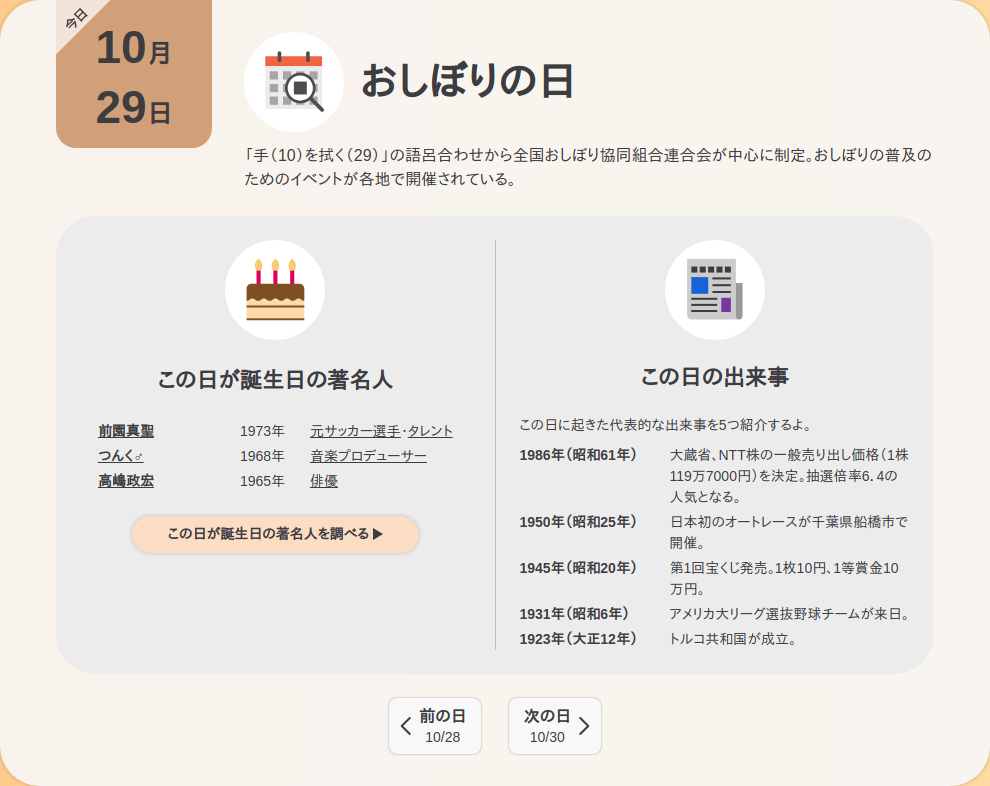 今日
10月
29日
おしぼりの日
「手（10）を拭く（29）」の語呂合わせから全国おしぼり協同組合連合会が中心に制定。おしぼりの普及の
ためのイベントが各地で開催されている。
この日が誕生日の著名人
前園真聖 1973年 元サッカー選手・タレント
つんく♂ 1968年 音楽プロデューサー
高嶋政宏 1965年 俳優
この日が誕生日の著名人を調べる▶
この日の出来事
この日に起きた代表的な出来事を5つ紹介するよ。
1986年（昭和61年） 大蔵省、NTT株の一般売り出し価格（1株
119万7000円）を決定。抽選倍率6．4の
人気となる。
1950年（昭和25年） 日本初のオートレースが千葉県船橋市で
開催。
1945年（昭和20年） 第1回宝くじ発売。1枚10円、1等賞金10
万円。
1931年（昭和6年） アメリカ大リーグ選抜野球チームが来日。
1923年（大正12年） トルコ共和国が成立。
前の日
10/28
次の日
10/30